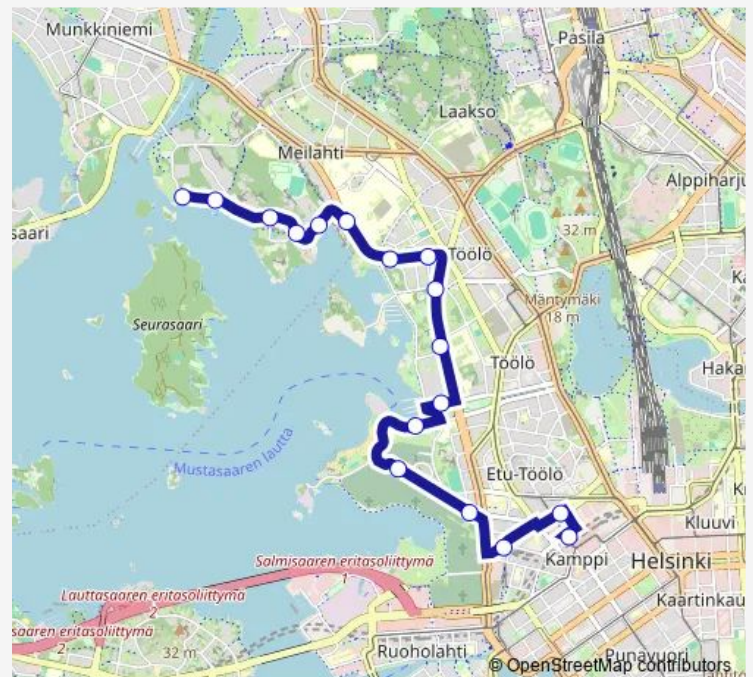 Munkkiniemi
Pasila
Laakso
Meilahti
Alppiharju
saari
32 m
Töölö
Mäntymäki
18 m
Seurasaari
Töölö
Mustasaaren lautta
Etu-Töölö
Kluuvi
Salmisaaren eritasoliittymä
1
Kamppi
Helsinki
Lauttasaaren eritasoliittymä
2
Kaartinkau
saaren eritasoliittymä
2
32 m
Ruoholahti
Punavuori
© OpenStreetMap contributors